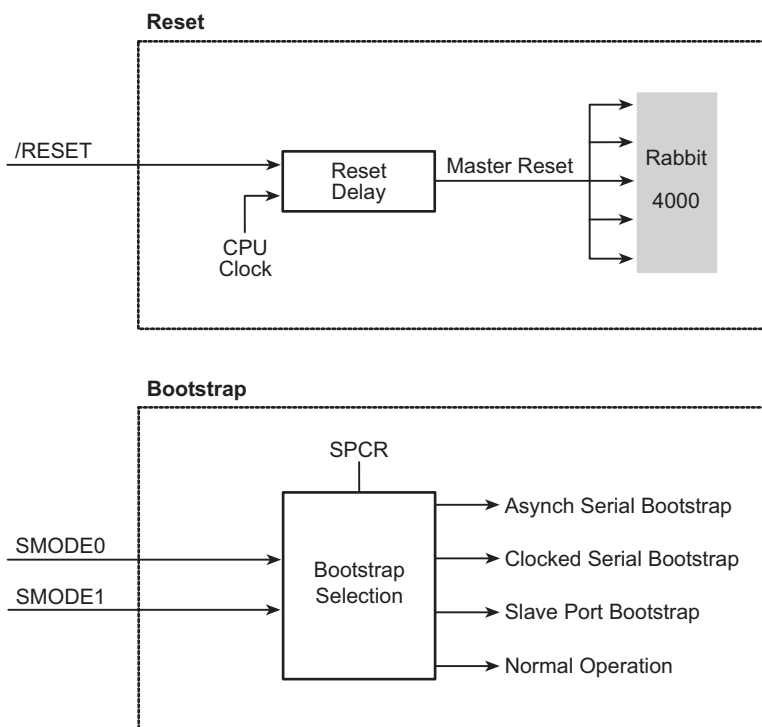 Reset
/RESET
Reset
Delay
CPU
Clock
Master Reset
Rabbit
4000
Bootstrap
SPCR
SMODE0
SMODE1
Bootstrap
Selection
Asynch Serial Bootstrap
Clocked Serial Bootstrap
Slave Port Bootstrap
Normal Operation